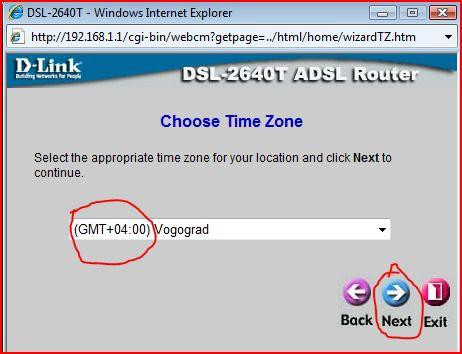 DSL-2640T - Windows Internet Explorer
http://192.168.1.1/cgi-bin/webcm?getpage=../html/home/wizardTZ.htm
D-Link
Building Networks for People
DSL-2640T ADSL Router
Choose Time Zone
Select the appropriate time zone for your location and click Next to
continue.
(GMT+04:00) Vogograd
Back Next Exit